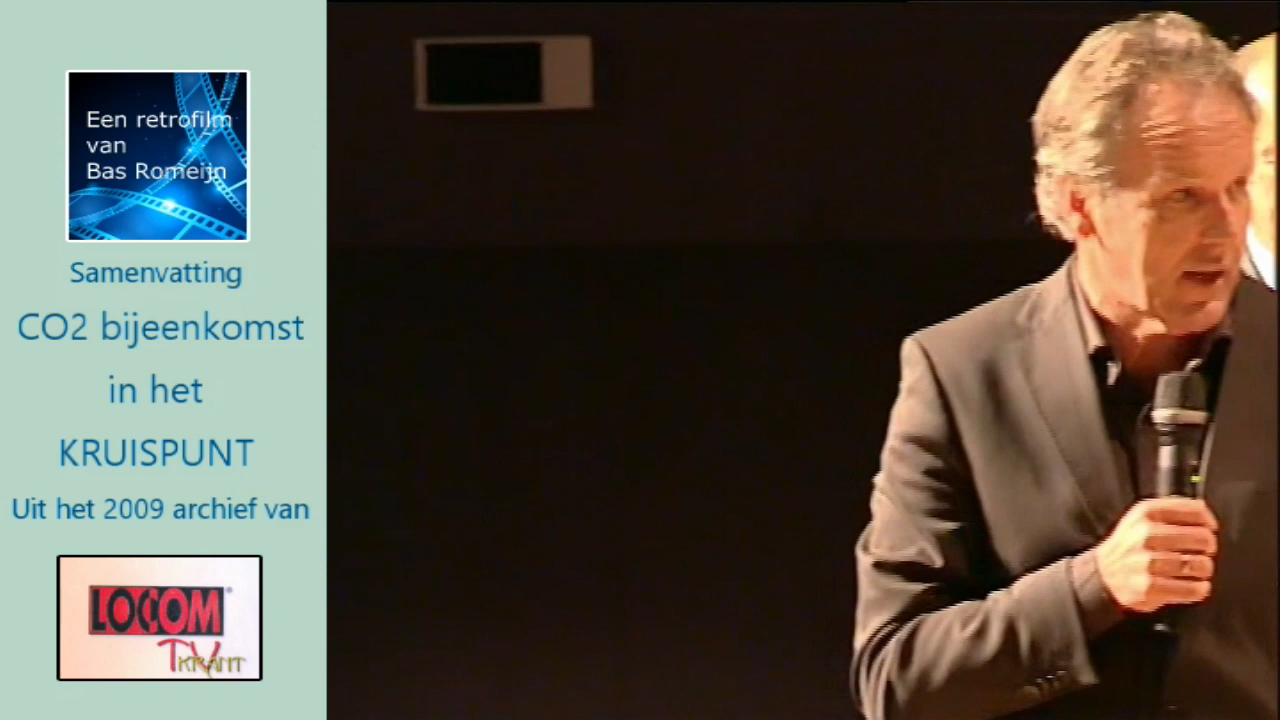 Een retrofilm
van
Bas Romeijn
Samenvatting
CO2 bijeenkomst
in het
KRUISPUNT
Uit het 2009 archief van
LOCOM®
TV KRANT